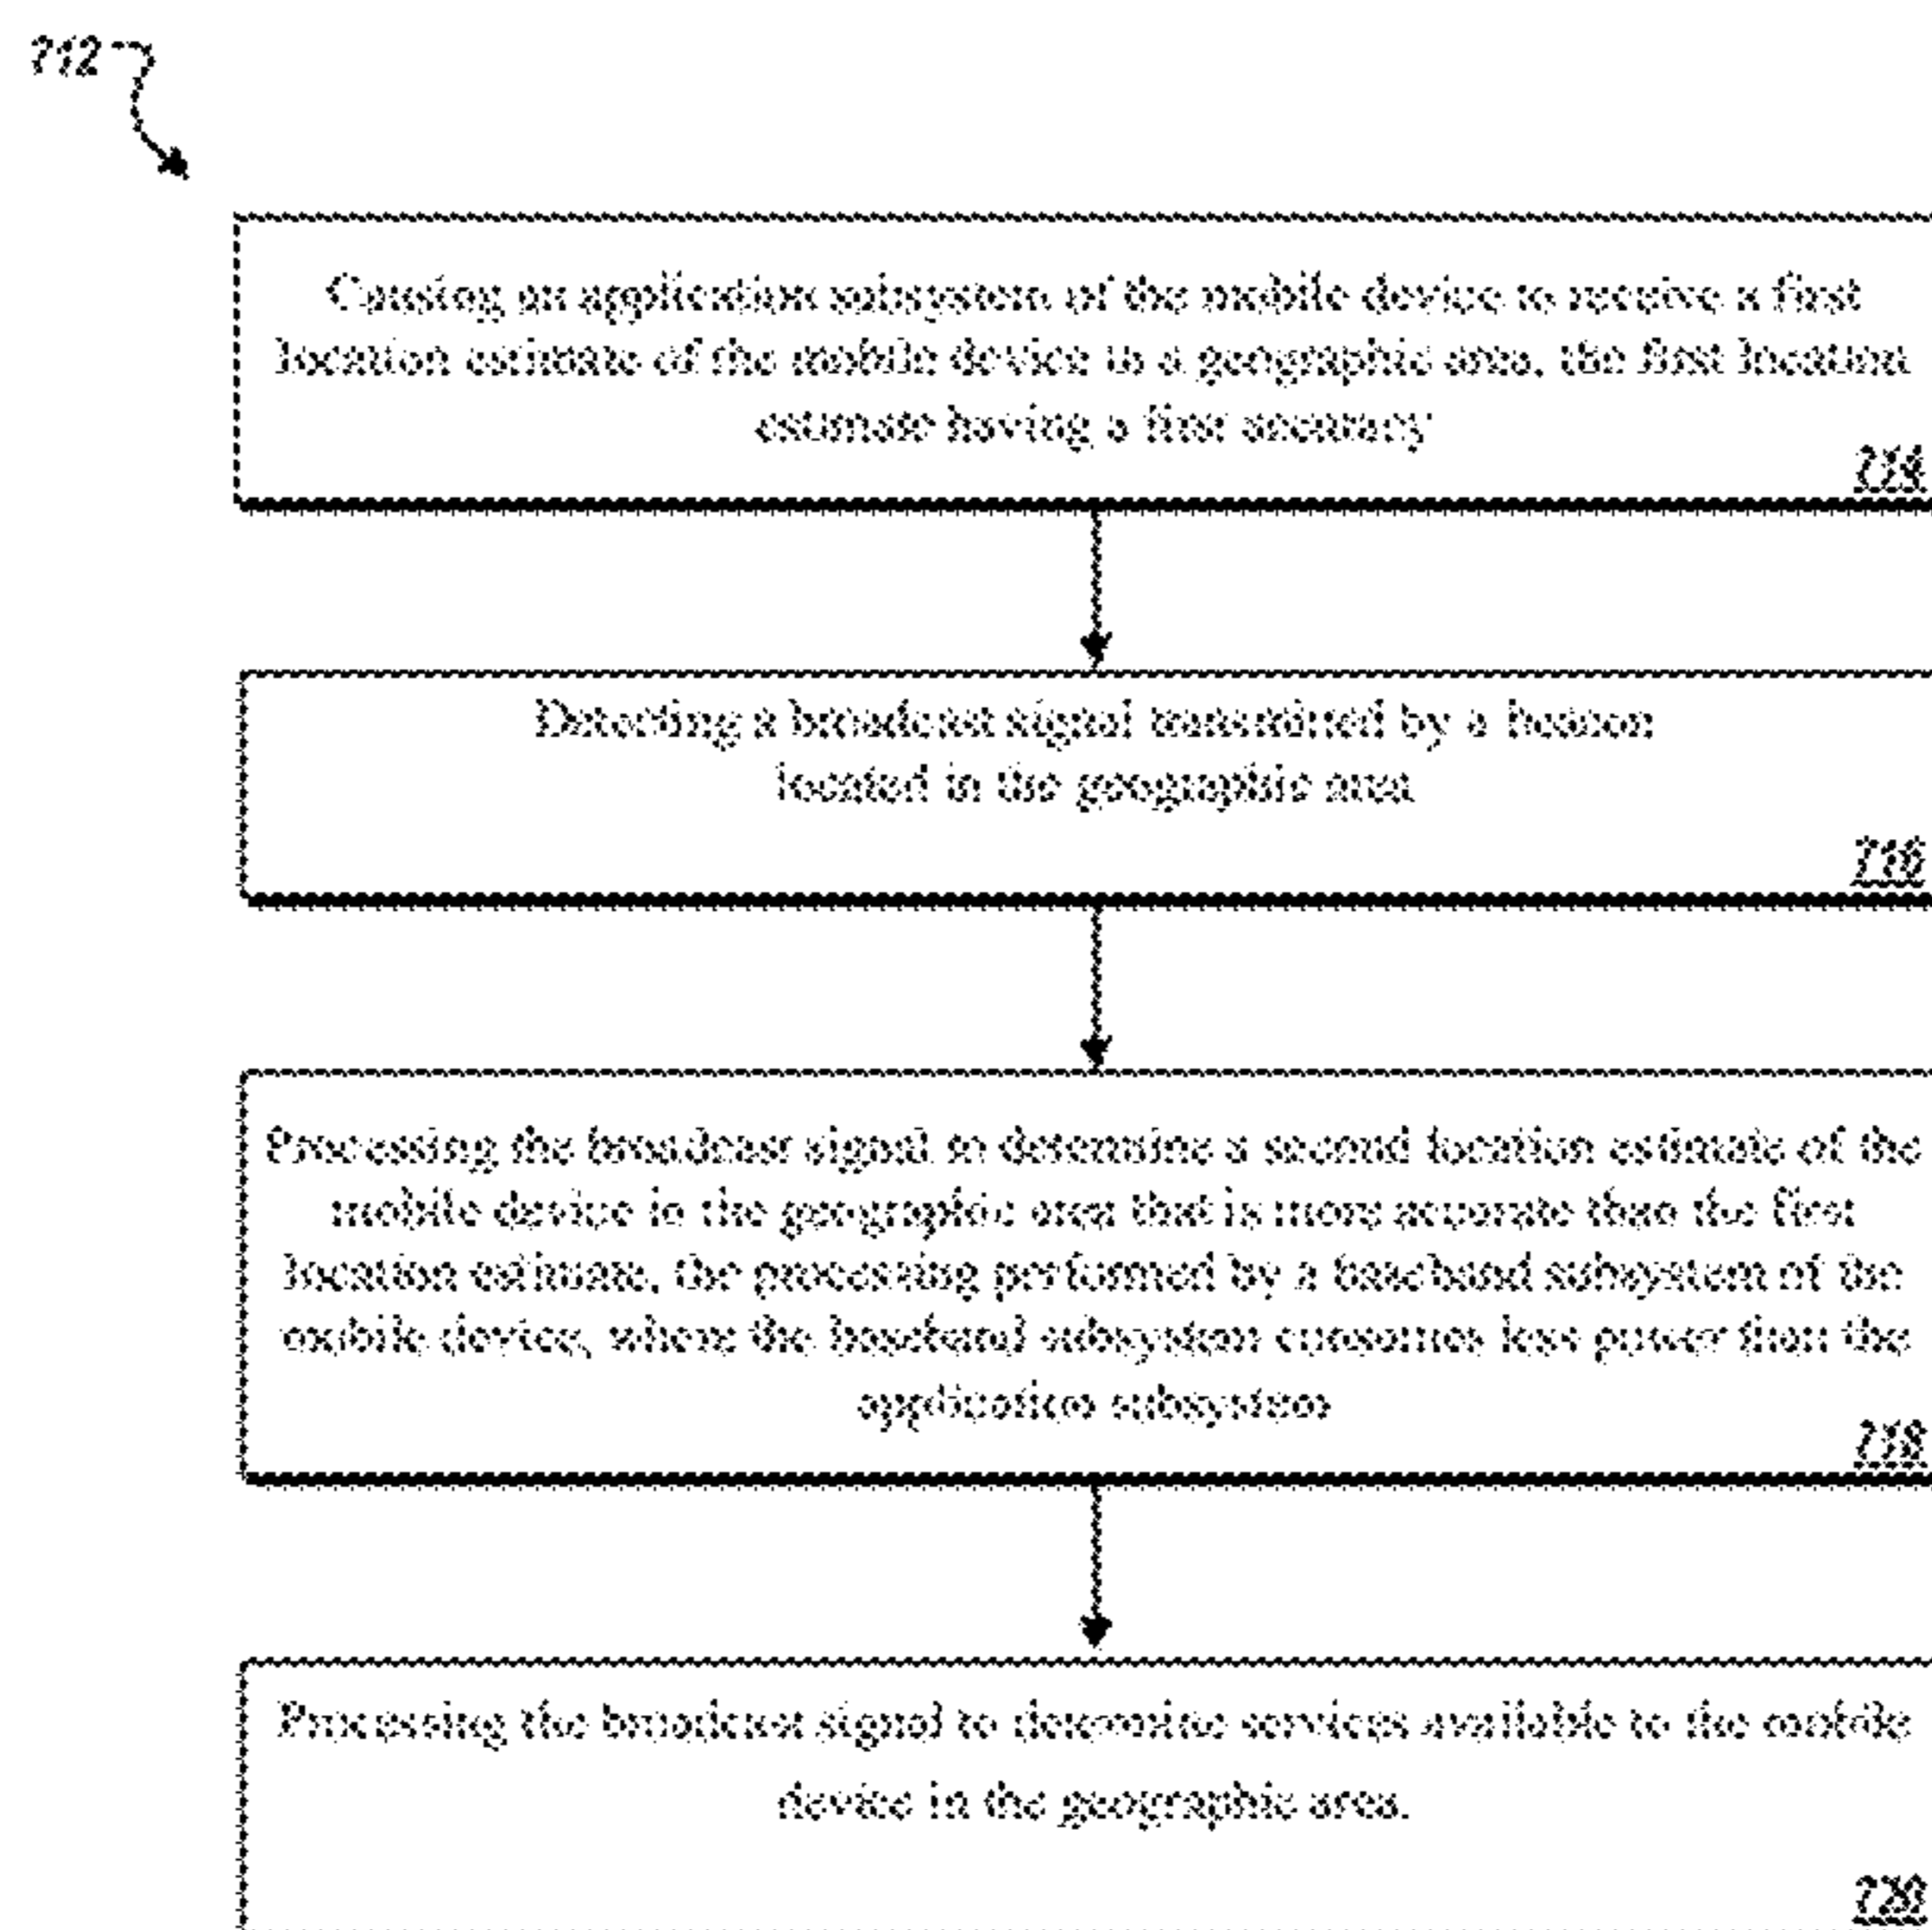 712
Causing an application subsystem of the mobile device to receive a first
location estimate of the mobile device in a geographic area, the first location
estimate having a first accuracy
714
Detecting a broadcast signal transmitted by a beacon
located in the geographic area
716
Processing the broadcast signal to determine a second location estimate of the
mobile device in the geographic area that is more accurate than the first
location estimate, the processing performed by a baseband subsystem of the
mobile device, where the baseband subsystem consumes less power than the
application subsystem
718
Processing the broadcast signal to determine services available to the mobile
device in the geographic area.
720